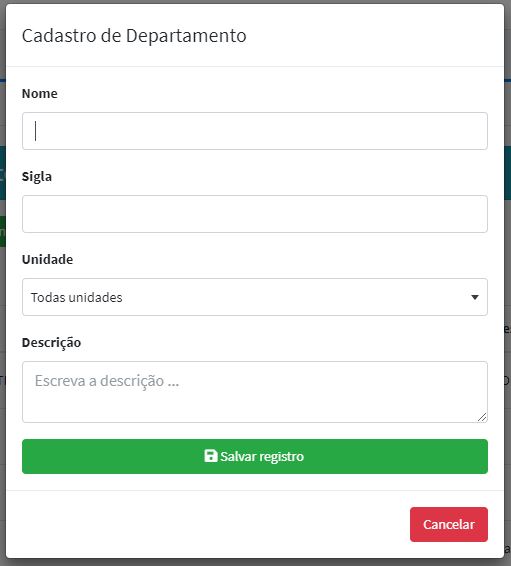 Cadastro de Departamento
Nome
Sigla
Unidade
Todas unidades
Descrição
Escreva a descrição ...
Salvar registro
Cancelar